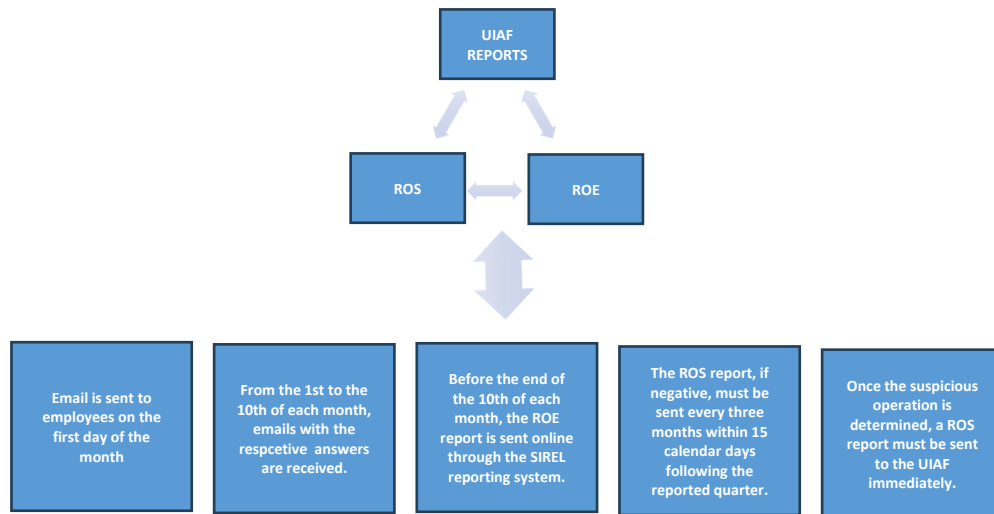 UIAF
REPORTS
ROS
ROE
Email is sent to
employees on the
first day of the
month
From the 1st to the
10th of each month,
emails with the
respcetive answers
are received.
Before the end of
the 10th of each
month, the ROE
report is sent online
through the SIREL
reporting system.
The ROS report, if
negative, must be
sent every three
months within 15
calendar days
following the
reported quarter.
Once the suspicious
operation is
determined, a ROS
report must be sent
to the UIAF
immediately.